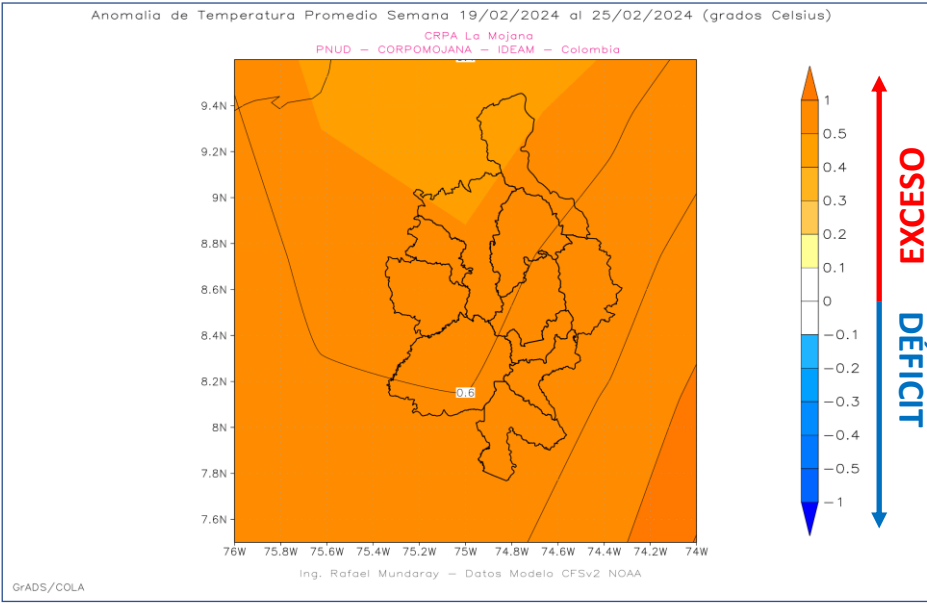 Anomalia de Temperatura Promedio Semana 19/02/2024 al 25/02/2024 (grados Celsius)
CRPA La Mojana
PNUD – CORPOMOJANA – IDEAM – Colombia
9.4N
9.2N
9N
8.8N
8.6N
8.4N
8.2N
8N
7.8N
7.6N
0.6
76W 75.8W 75.6W 75.4W 75.2W 75W 74.8W 74.6W 74.4W 74.2W 74W
1
0.5
0.4
0.3
0.2
0.1
0
−0.1
−0.2
−0.3
−0.4
−0.5
−1
EXCESO
DÉFICIT
Ing. Rafael Mundaray – Datos Modelo CFSv2 NOAA
GrADS/COLA